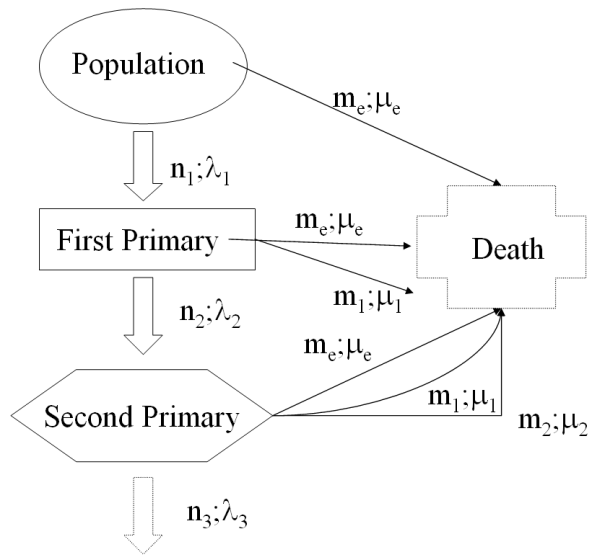 Population
mₑ;μₑ
n₁;λ₁
First Primary
mₑ;μₑ
Death
m₁;μ₁
n₂;λ₂
mₑ;μₑ
Second Primary
m₁;μ₁
m₂;μ₂
n₃;λ₃